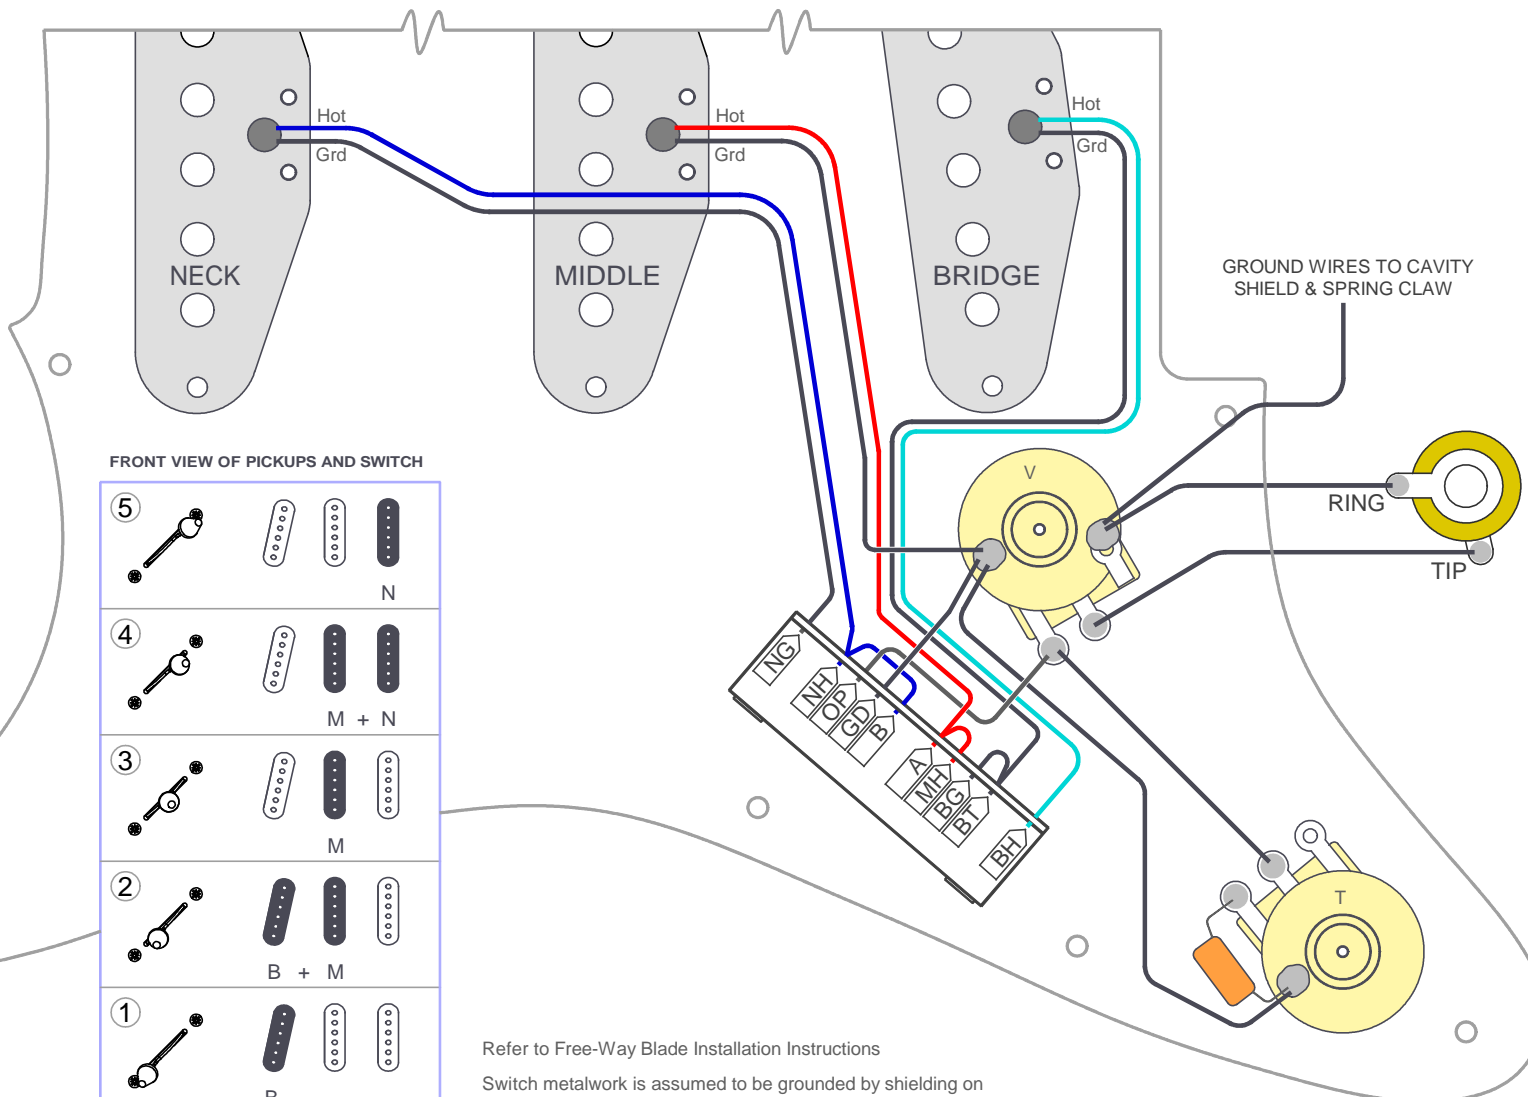 Hot
Grd
Hot
Grd
Hot
Grd
NECK
MIDDLE
BRIDGE
GROUND WIRES TO CAVITY
SHIELD & SPRING CLAW
FRONT VIEW OF PICKUPS AND SWITCH
V
RING
TIP
5
N
4
M + N
3
M
2
B + M
1
NG
NH
OP
GD
B
A
MH
BG
BT
BH
T
Refer to Free-Way Blade Installation Instructions
Switch metalwork is assumed to be grounded by shielding on